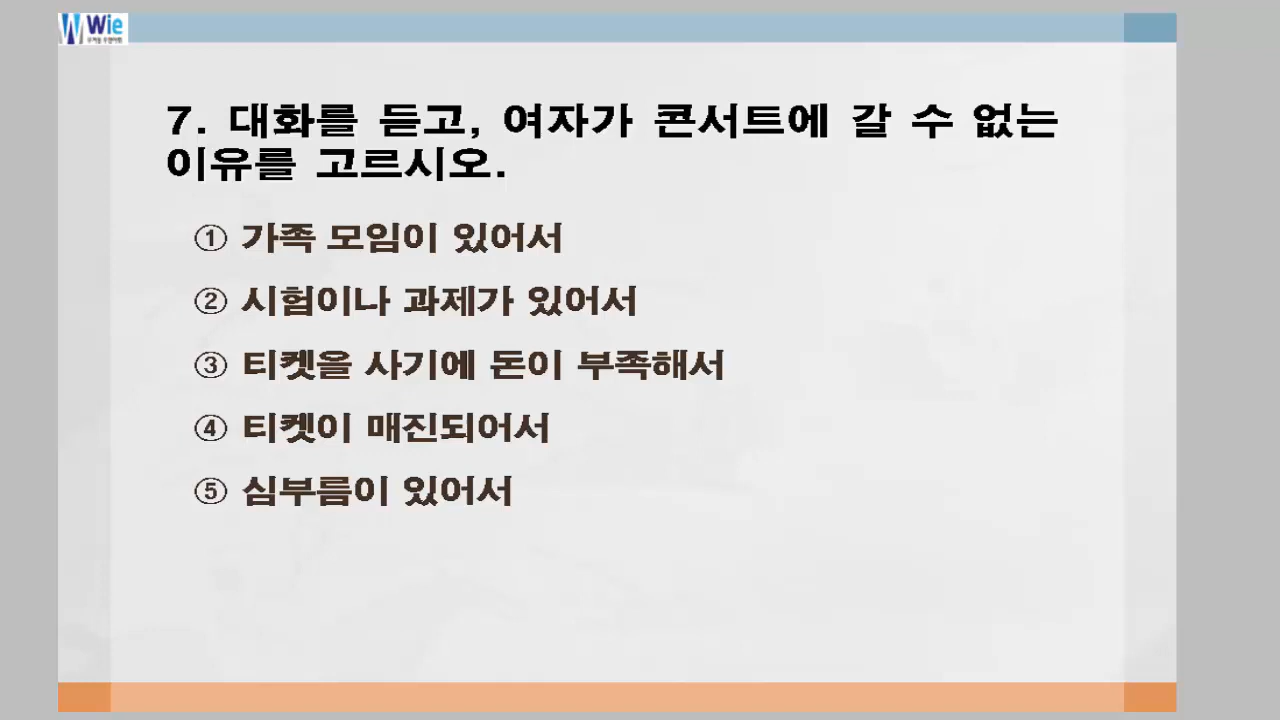 Wie
7. 대화를 듣고, 여자가 콘서트에 갈 수 없는
이유를 고르시오.
① 가족 모임이 있어서
② 시험이나 과제가 있어서
③ 티켓을 사기에 돈이 부족해서
④ 티켓이 매진되어서
⑤ 심부름이 있어서